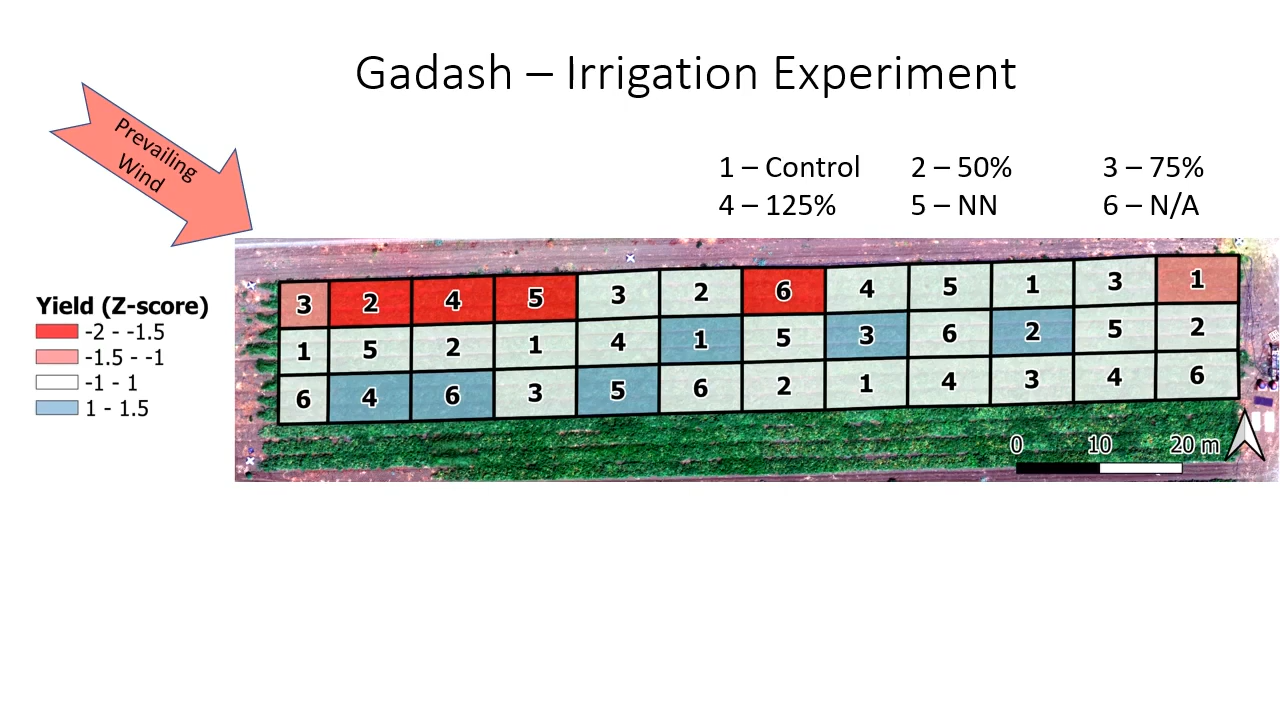 Gadash – Irrigation Experiment
Prevailing
Wind
1 – Control 2 – 50% 3 – 75%
4 – 125% 5 – NN 6 – N/A
Yield (Z-score)
-2 - -1.5
-1.5 - -1
-1 - 1
1 - 1.5
3 2 4 5 3 2 6 4 5 1 3 1
1 5 2 1 4 1 5 3 6 2 5 2
6 4 6 3 5 6 2 1 4 3 4 6
0 10 20 m